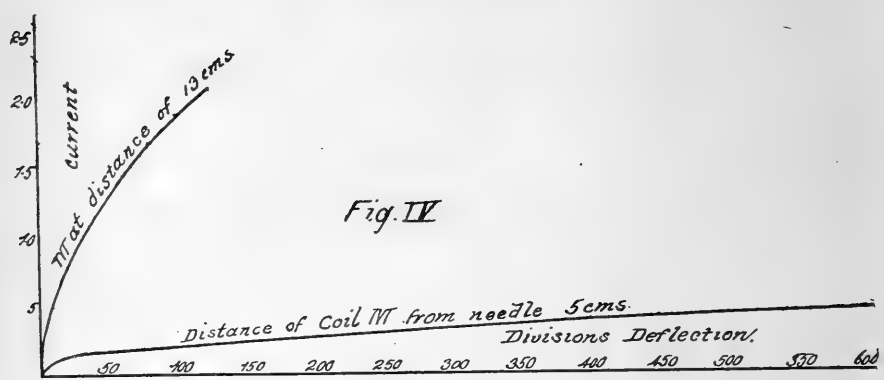 2.5
2.0
1.5
1.0
5
current
M at distance of 13 cms
Fig. IV
Distance of Coil M from needle 5 cms.
Divisions Deflection.
50 100 150 200 250 300 350 400 450 500 550 600